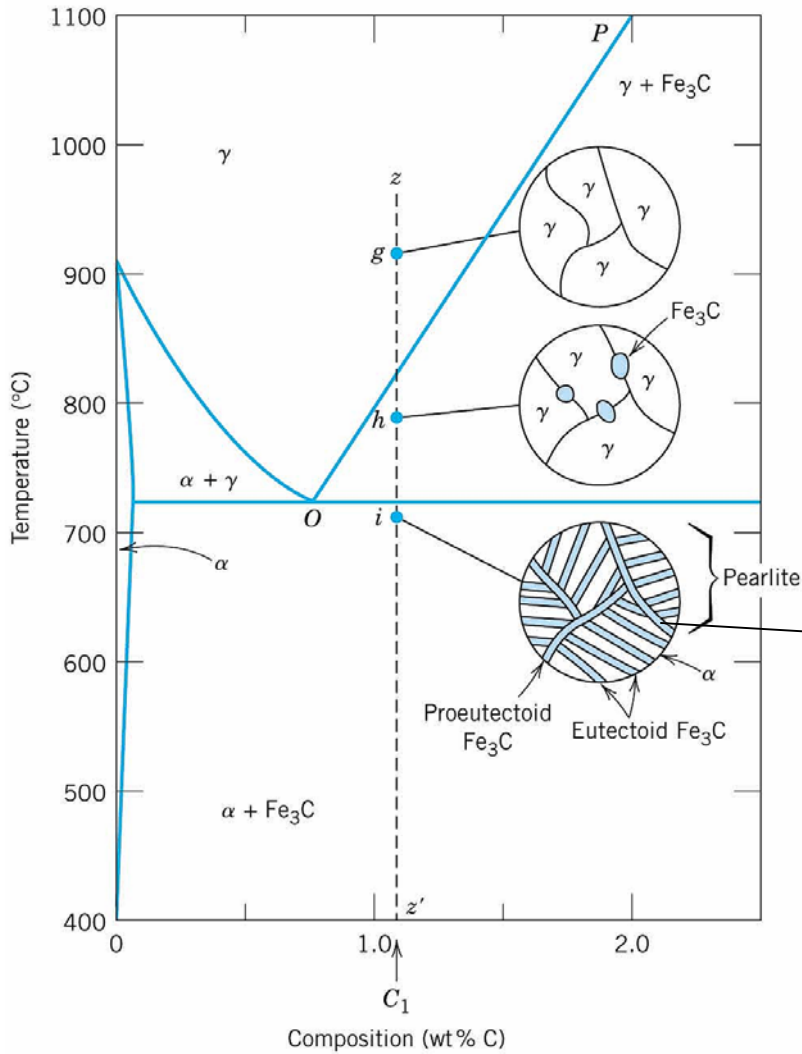 1100
P
γ + Fe₃C
γ
1000
z
γ
γ
γ
g
γ
900
Fe₃C
γ
γ
800
h
γ
γ
α + γ
O
i
700
α
Pearlite
600
α
Proeutectoid
Fe₃C
Eutectoid Fe₃C
500
α + Fe₃C
z′
400
0
1.0
2.0
C₁
Composition (wt% C)
Temperature (°C)